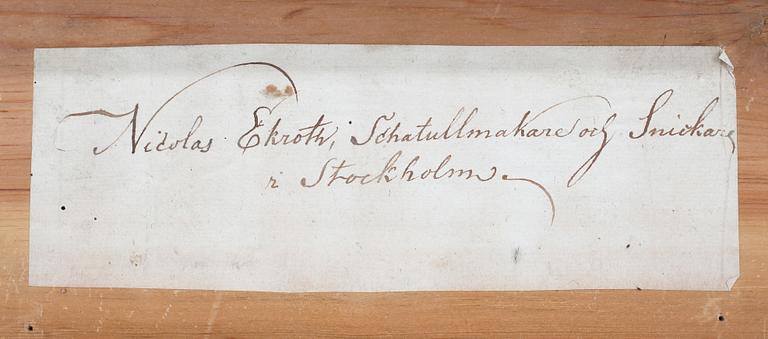 Nicolas Ekroth, Schatullmakare och Snickare
i Stockholm.